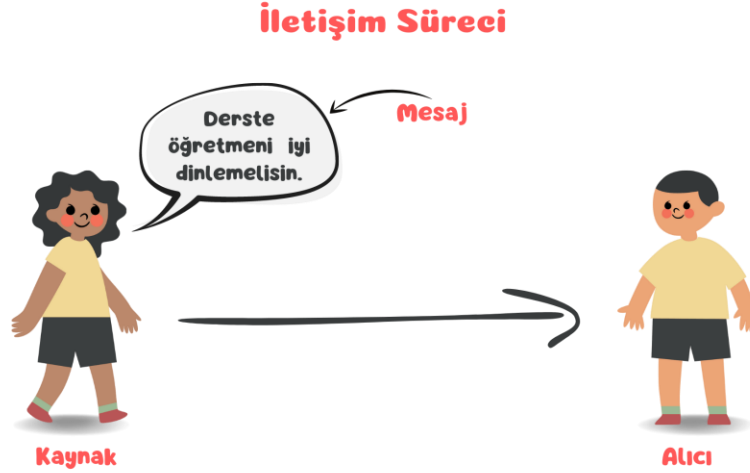 İletişim Süreci
Mesaj
Derste
öğretmeni iyi
dinlemelisin.
Kaynak
Alıcı